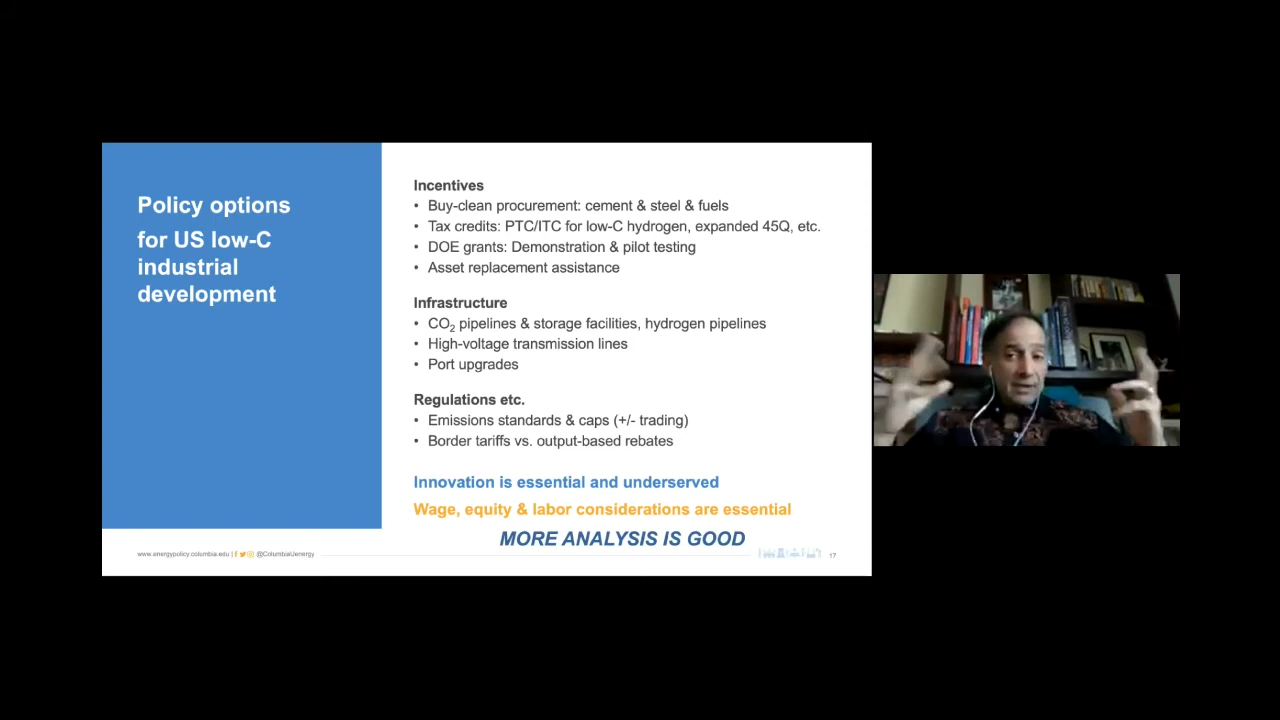 Policy options
for US low-C
industrial
development
Incentives
• Buy-clean procurement: cement & steel & fuels
• Tax credits: PTC/ITC for low-C hydrogen, expanded 45Q, etc.
• DOE grants: Demonstration & pilot testing
• Asset replacement assistance
Infrastructure
• CO₂ pipelines & storage facilities, hydrogen pipelines
• High-voltage transmission lines
• Port upgrades
Regulations etc.
• Emissions standards & caps (+/- trading)
• Border tariffs vs. output-based rebates
Innovation is essential and underserved
Wage, equity & labor considerations are essential
MORE ANALYSIS IS GOOD
www.energypolicy.columbia.edu | @ColumbiaUenergy
17